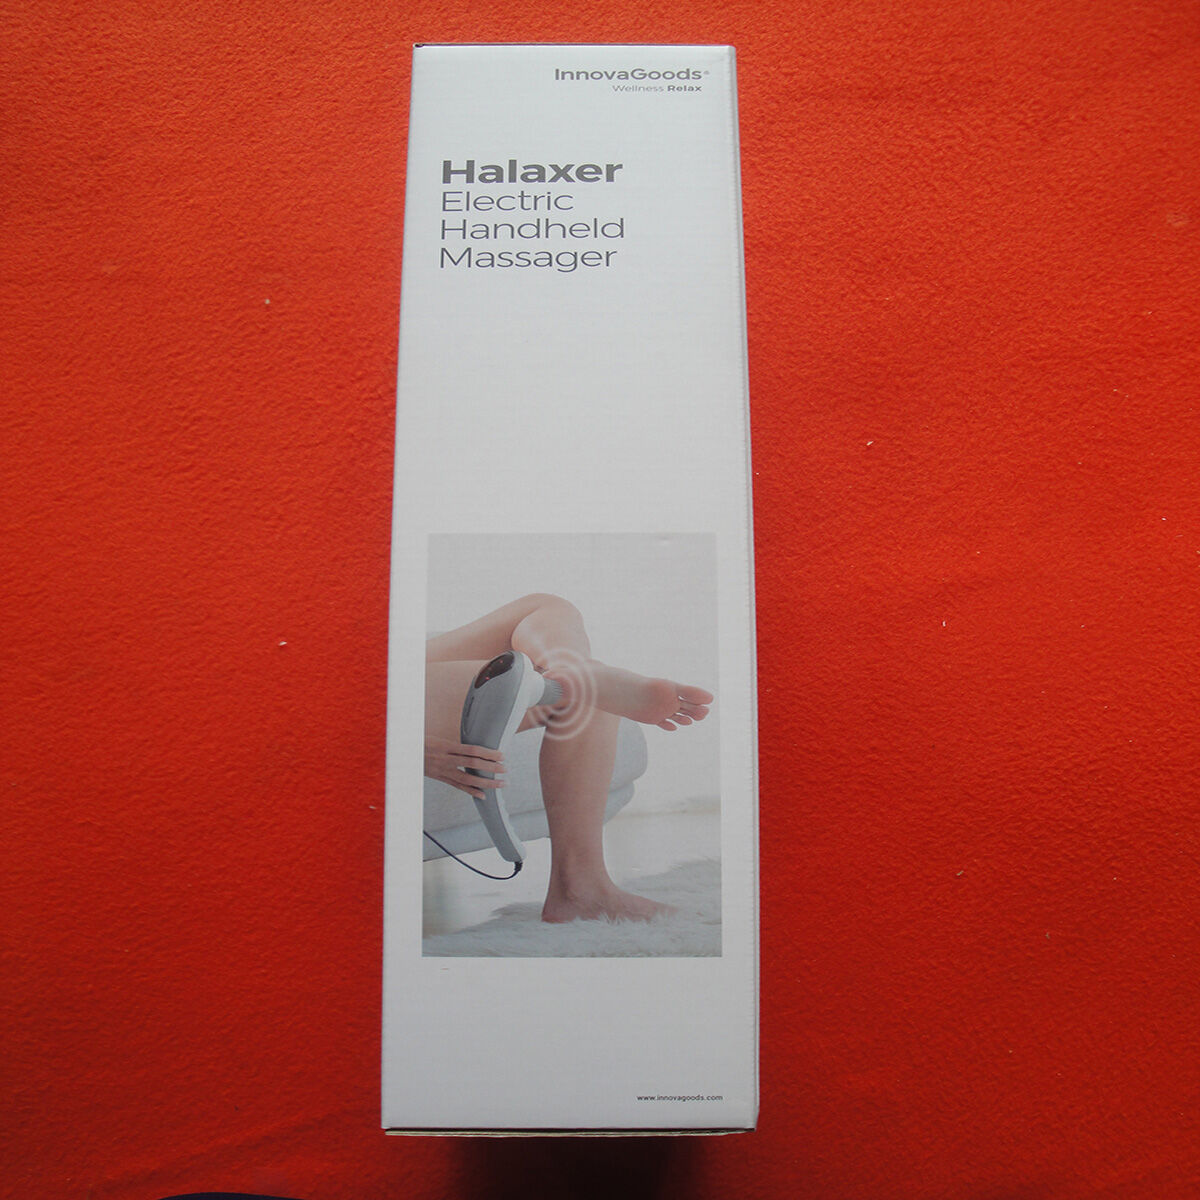 InnovaGoods®
Wellness Relax
Halaxer
Electric
Handheld
Massager
www.innovagoods.com